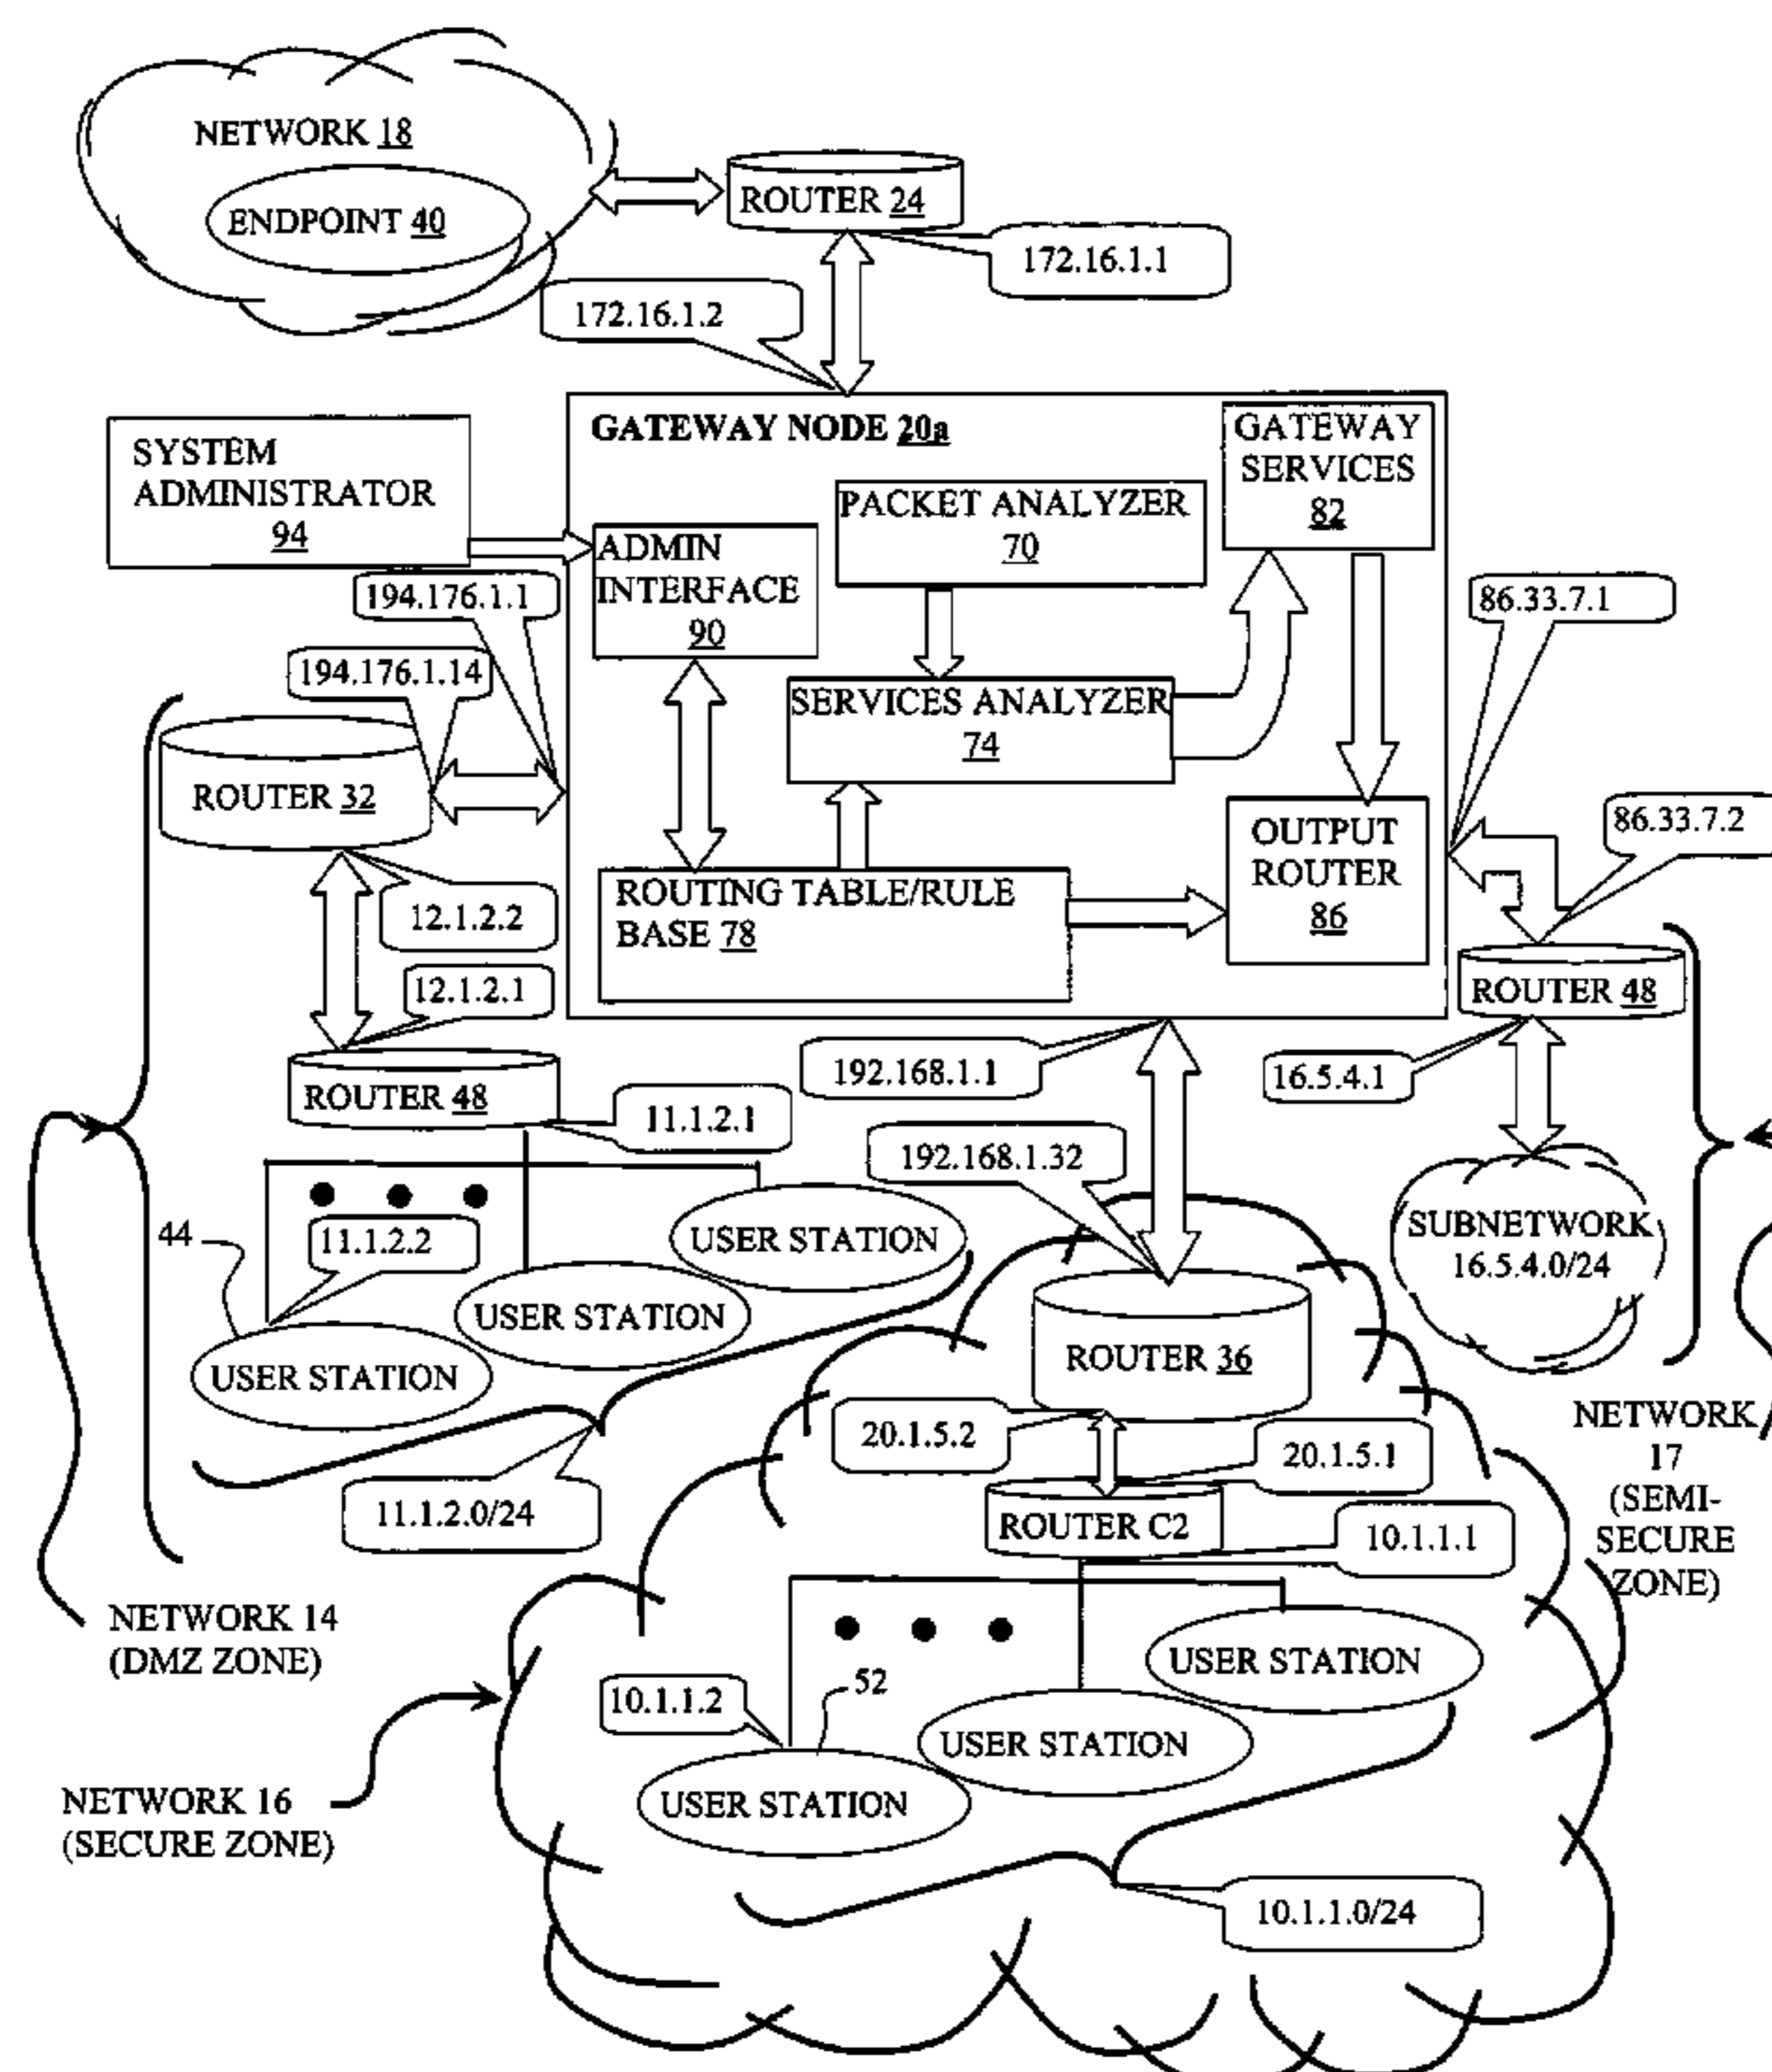 NETWORK 18
ENDPOINT 40
ROUTER 24
172.16.1.1
172.16.1.2
GATEWAY NODE 20a
GATEWAY
SERVICES
82
SYSTEM
ADMINISTRATOR
94
PACKET ANALYZER
70
ADMIN
INTERFACE
90
194.176.1.1
86.33.7.1
194.176.1.14
SERVICES ANALYZER
74
ROUTER 32
OUTPUT
ROUTER
86
86.33.7.2
ROUTING TABLE/RULE
BASE 78
12.1.2.2
12.1.2.1
ROUTER 48
192.168.1.1
16.5.4.1
ROUTER 48
11.1.2.1
192.168.1.32
44
11.1.2.2
USER STATION
USER STATION
USER STATION
SUBNETWORK
16.5.4.0/24
ROUTER 36
20.1.5.2
20.1.5.1
NETWORK
17
(SEMI-
SECURE
ZONE)
11.1.2.0/24
ROUTER C2
10.1.1.1
NETWORK 14
(DMZ ZONE)
10.1.1.2
52
USER STATION
USER STATION
USER STATION
NETWORK 16
(SECURE ZONE)
10.1.1.0/24